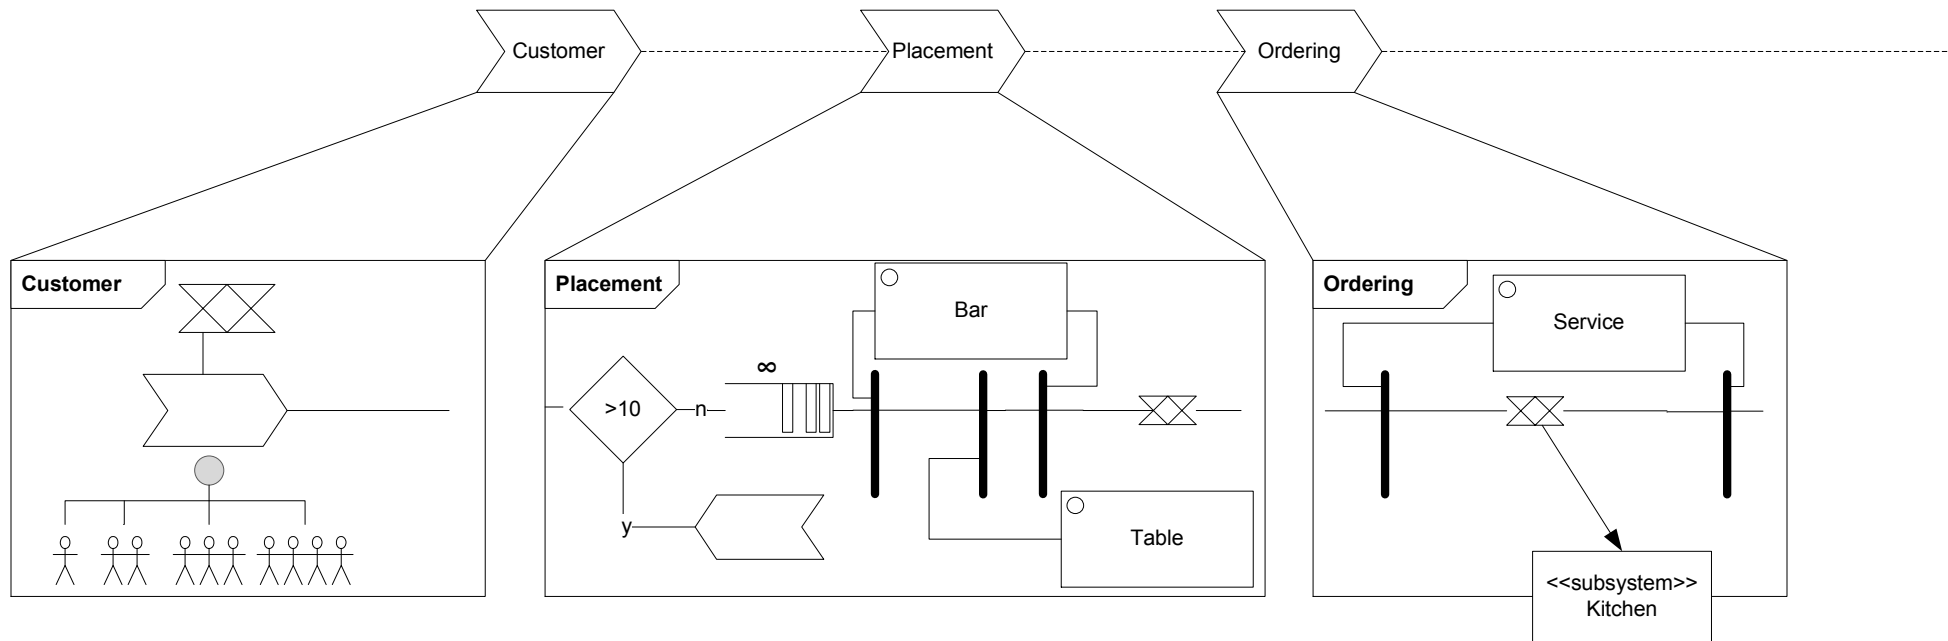 Customer
Placement
Ordering
Customer
Placement
Bar
Ordering
Service
∞
>10
n
y
Table
<<subsystem>>
Kitchen